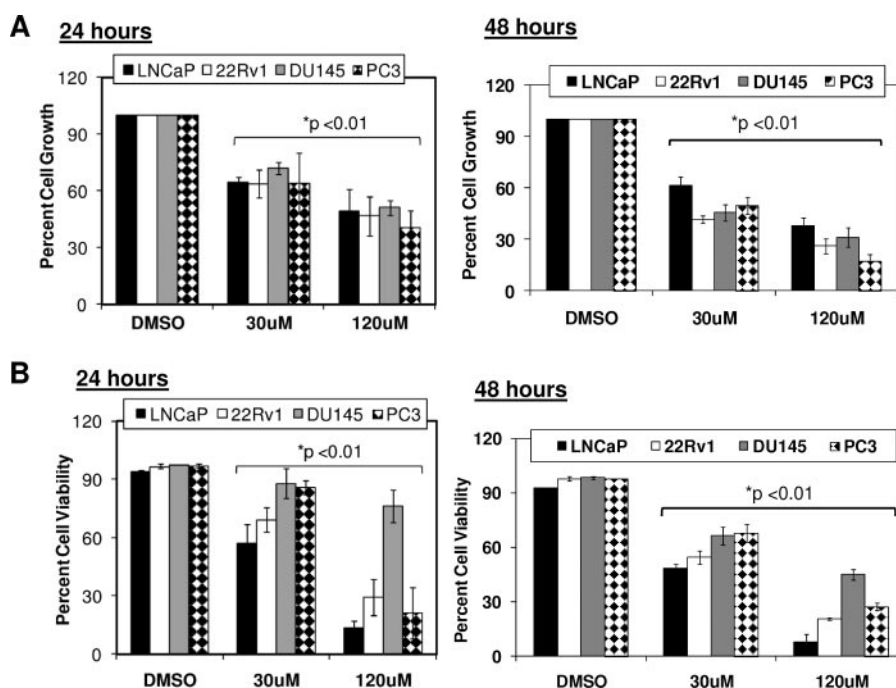 A
24 hours
LNCaP 22Rv1 DU145 PC3
120
90
60
30
0
Percent Cell Growth
*p <0.01
DMSO 30uM 120uM
48 hours
LNCaP 22Rv1 DU145 PC3
120
100
90
60
30
0
Percent Cell Growth
*p <0.01
DMSO 30uM 120uM
B
24 hours
LNCaP 22Rv1 DU145 PC3
120
90
60
30
0
Percent Cell Viability
*p <0.01
DMSO 30uM 120uM
48 hours
LNCaP 22Rv1 DU145 PC3
120
90
60
30
0
Percent Cell Viability
*p <0.01
DMSO 30uM 120uM